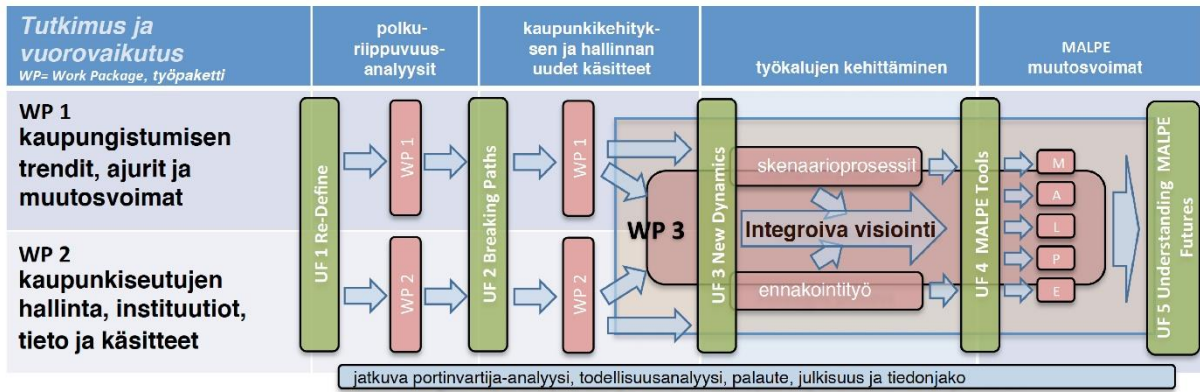 Tutkimus ja
vuorovaikutus
WP= Work Package, työpaketti
polku-
riippuvuus-
analyysit
kaupunkikehityk-
sen ja hallinnan
uudet käsitteet
työkalujen kehittäminen
MALPE
muutosvoimat
WP 1
kaupungistumisen
trendit, ajurit ja
muutosvoimat
WP 2
kaupunkiseutujen
hallinta, instituutiot,
tieto ja käsitteet
UF 1 Re-Define
WP 1
WP 2
UF 2 Breaking Paths
WP 1
WP 2
WP 3
UF 3 New Dynamics
skenaarioprosessit
Integroiva visiointi
ennakointityö
UF 4 MALPE Tools
M
A
L
P
E
UF 5 Understanding MALPE
Futures
jatkuva portinvartija-analyysi, todellisuusanalyysi, palaute, julkisuus ja tiedonjako